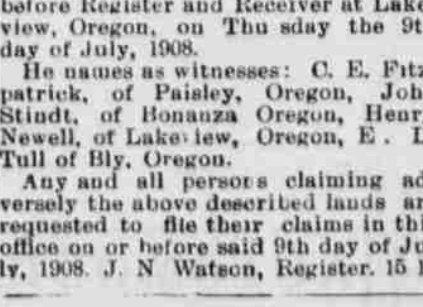 before Register and Receiver at Lake
view, Oregon, on Thu sday the 9t
day of July, 1908.
He names as witnesses: C. E. Fitz
patrick, of Paisley, Oregon, Joh
Stindt, of Bonanza Oregon, Henr
Newell, of Lake iew, Oregon, E. L
Tull of Bly, Oregon.
Any and all persons claiming ad
versely the above described lands ar
requested to file their claims in thi
office on or before said 9th day of Ju
ly, 1908. J. N Watson, Register. 15